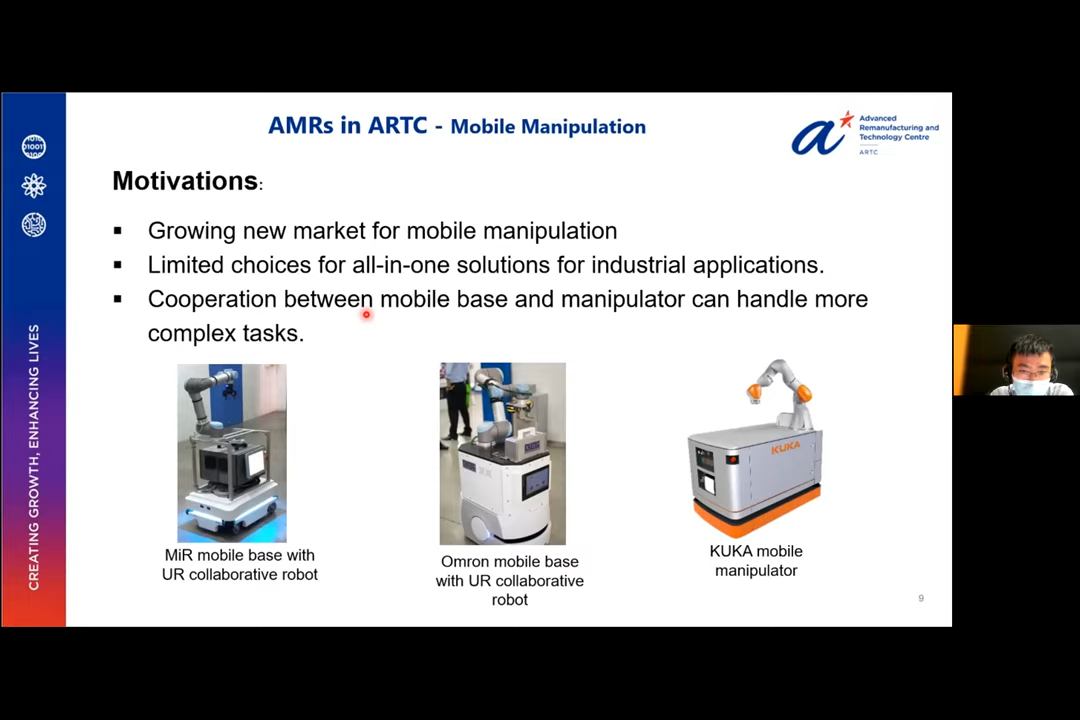 AMRs in ARTC - Mobile Manipulation
Advanced
Remanufacturing and
Technology Centre
ARTC
Motivations:
▪ Growing new market for mobile manipulation
▪ Limited choices for all-in-one solutions for industrial applications.
▪ Cooperation between mobile base and manipulator can handle more
complex tasks.
KUKA
MiR mobile base with
UR collaborative robot
Omron mobile base
with UR collaborative
robot
KUKA mobile
manipulator
9
CREATING GROWTH, ENHANCING LIVES